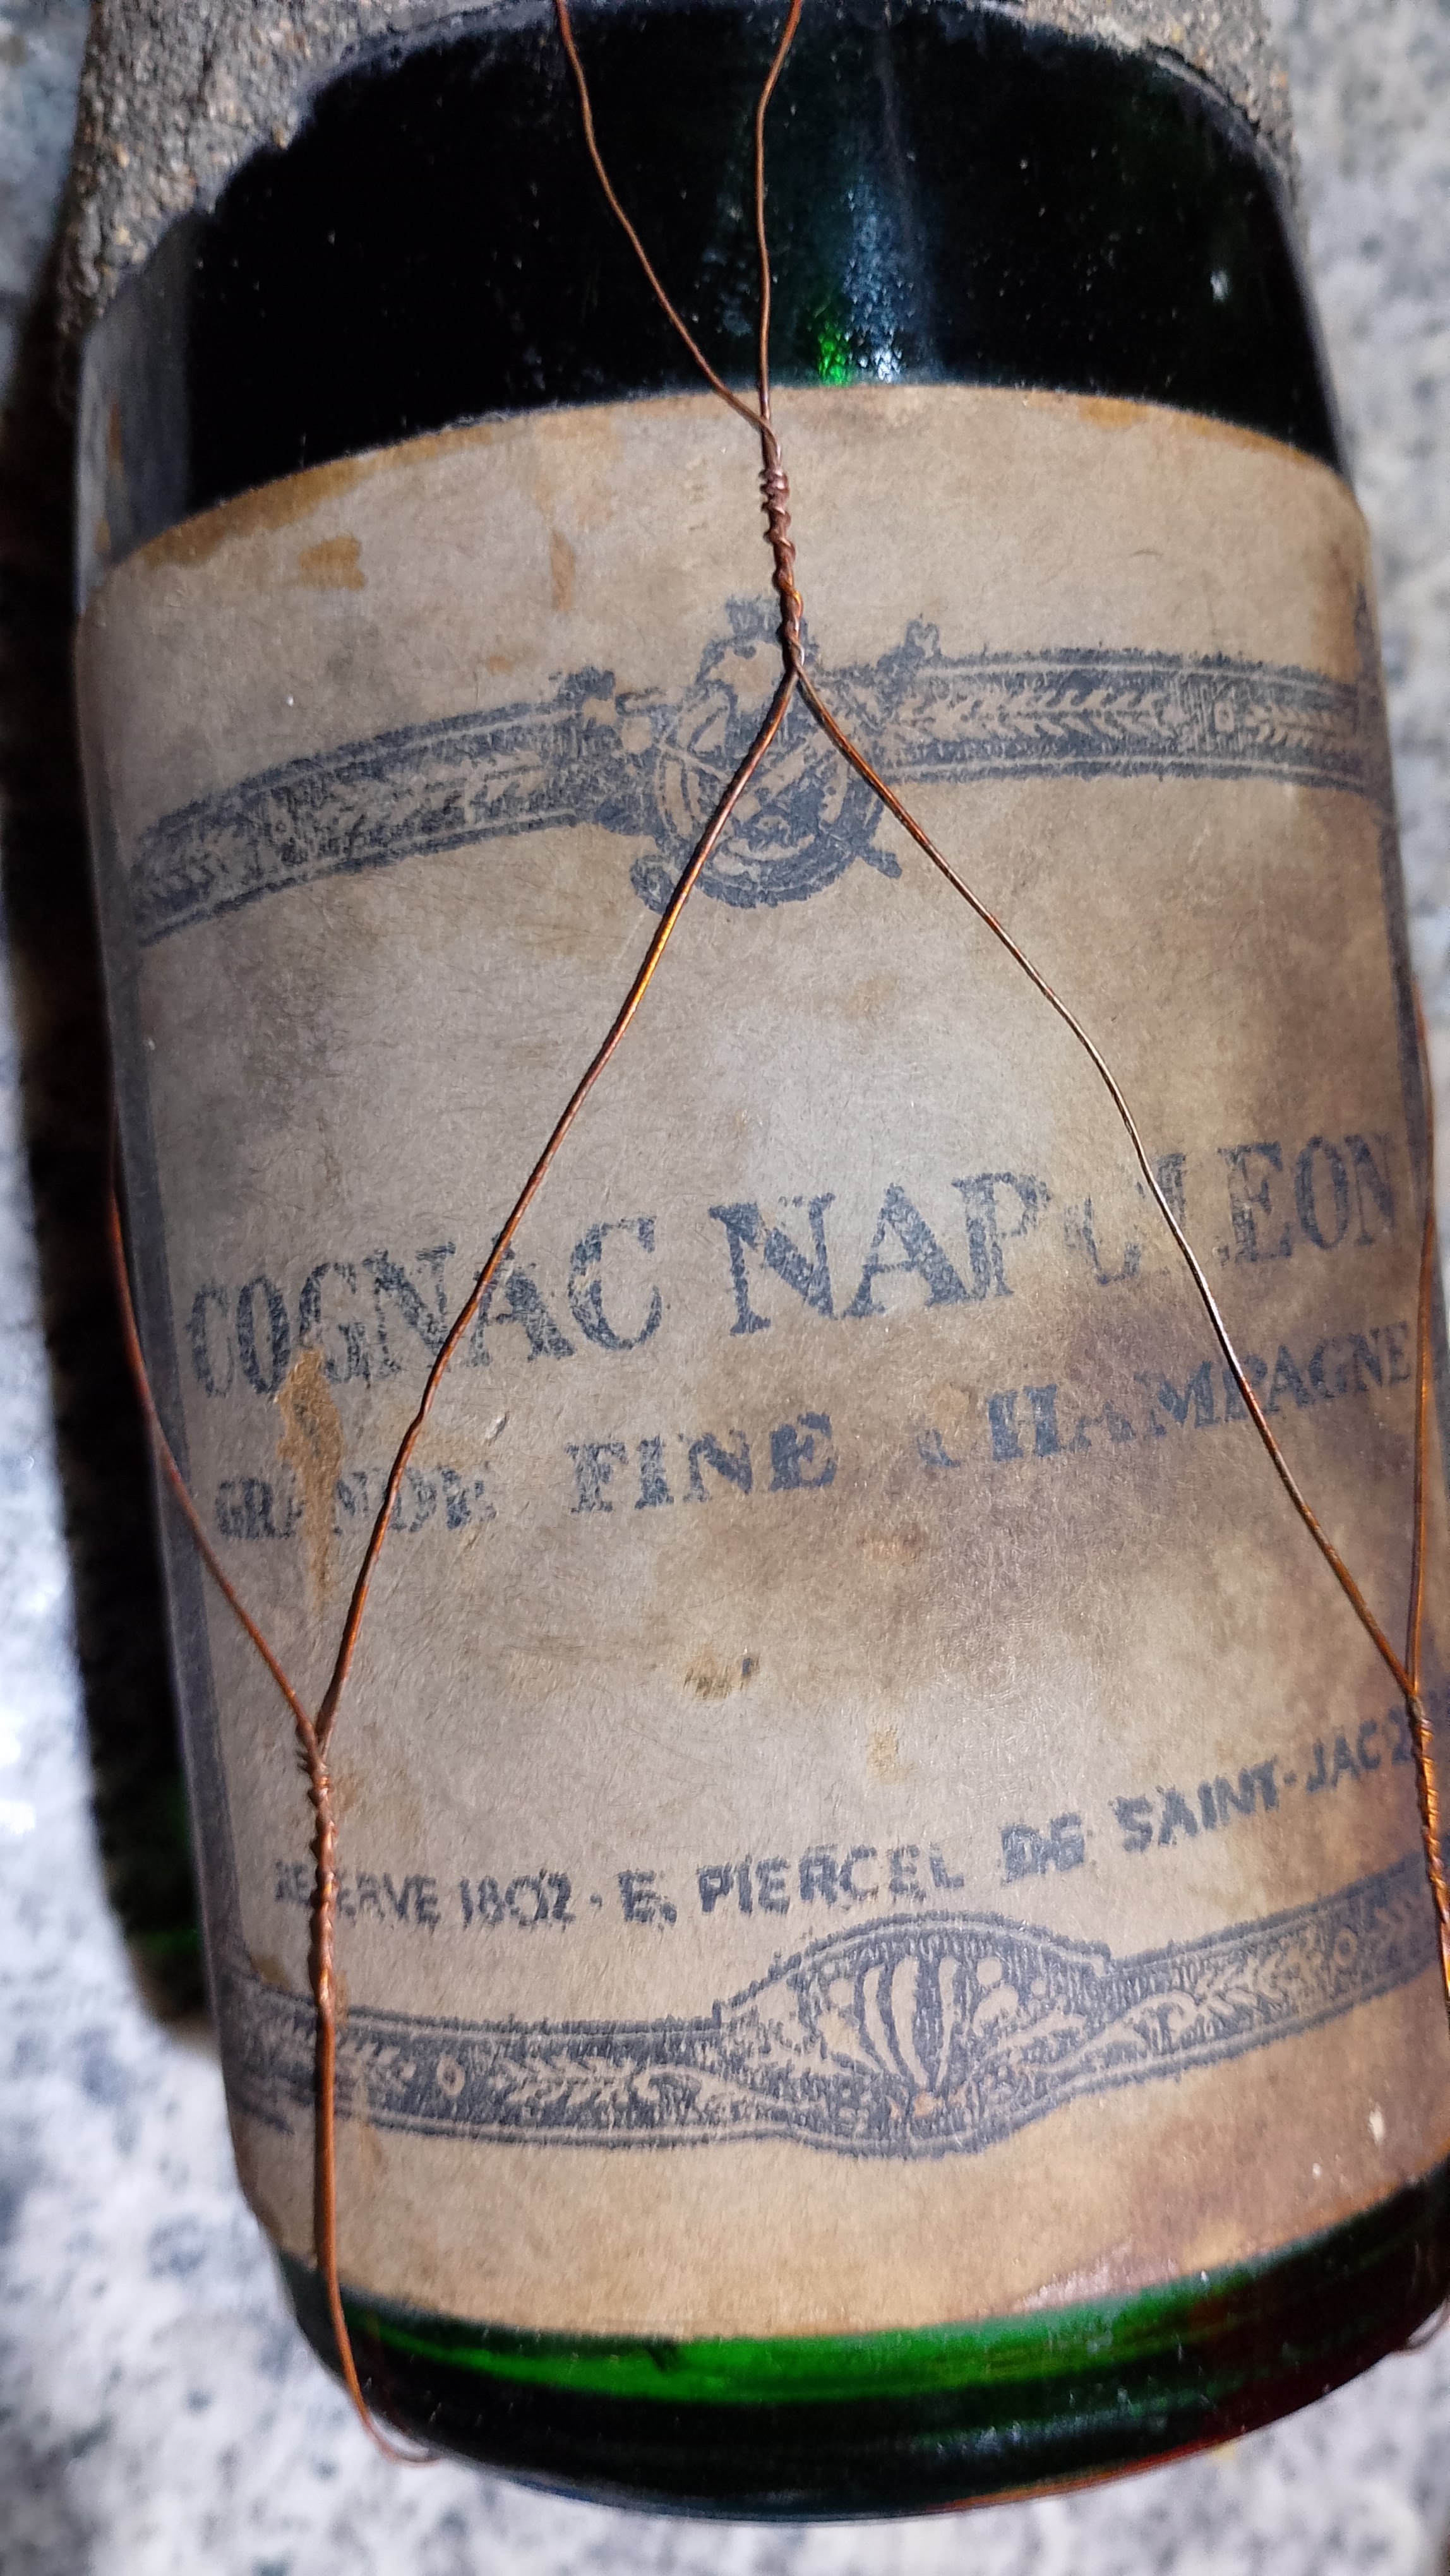 COGNAC NAPOLEON
GRANDE FINE CHAMPAGNE
RESERVE 1802 - E. PIERCEL DE SAINT-JAC